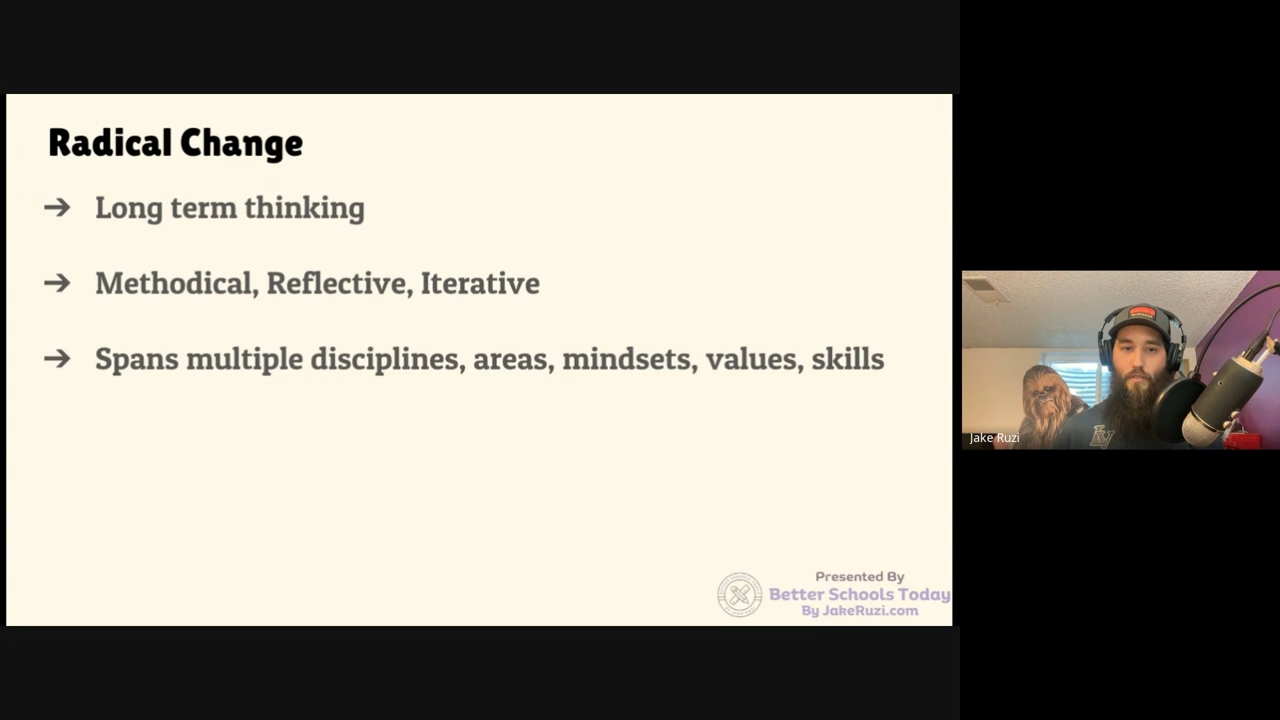 Radical Change
➔ Long term thinking
➔ Methodical, Reflective, Iterative
➔ Spans multiple disciplines, areas, mindsets, values, skills
Presented By
Better Schools Today
By JakeRuzi.com
Jake Ruzi